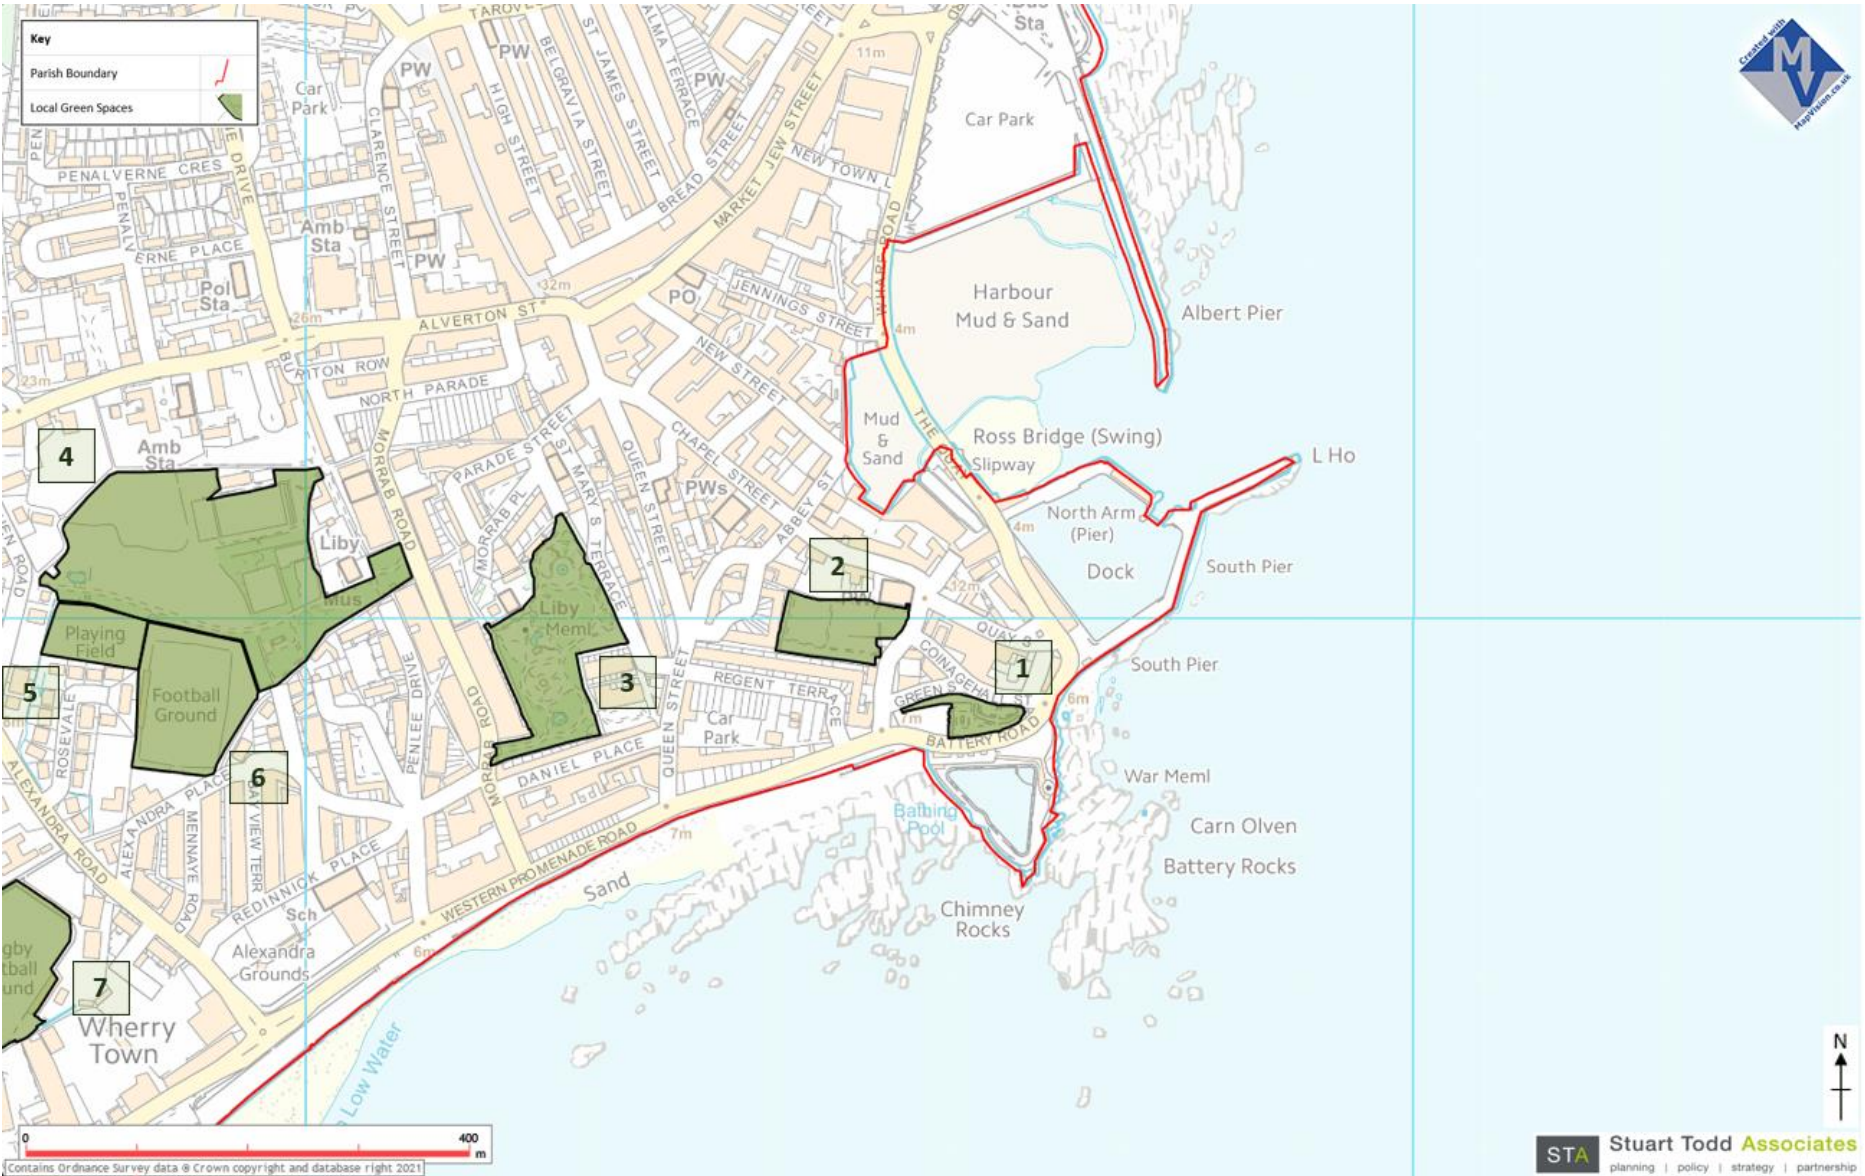 Key
Parish Boundary
Local Green Spaces
TAROVE
Bus
Sta
Created with
MV
MapVision.co.uk
11m
PW
PW
PW
HIGH STREET
BELGRAVIA STREET
ST JAMES STREET
ALMA TERRACE
BREAD STREET
MARKET JEW STREET
NEW TOWN L
Car Park
Car
Park
CLARENCE STREET
PENALVERNE CRES
PENALV
ERNE PLACE
NE DRIVE
Amb
Sta
PW
Pol
Sta
26m
ALVERTON ST
32m
PO
JENNINGS STREET
WHARF ROAD
4m
Harbour
Mud & Sand
Albert Pier
23m
BURITON ROW
NORTH PARADE
NEW STREET
Mud
&
Sand
THE QUAY
Ross Bridge (Swing)
Slipway
L Ho
4
Amb
Sta
MORRAB ROAD
PARADE STREET
ST MARY S TERRACE
QUEEN STREET
CHAPEL STREET
PWs
ABBEY ST
MORRAB PL
North Arm
(Pier)
4m
Dock
South Pier
Liby
Mus
2
PW
12m
Liby
Meml
Playing
Field
QUAY S
COINAGEHALL ST
1
South Pier
5
ROSEVALE
Football
Ground
PENLEE DRIVE
MORRAB ROAD
3
QUEEN STREET
REGENT TERRACE
GREEN S
7m
6m
BATTERY ROAD
Car
Park
DANIEL PLACE
6
War Meml
ALEXANDRA ROAD
ALEXANDRA PLACE
MENNAYE ROAD
BAY VIEW TERR
REDINNICK PLACE
WESTERN PROMENADE ROAD
7m
Bathing
Pool
Carn Olven
Battery Rocks
Sand
Chimney
Rocks
Sch
Alexandra
Grounds
6m
gby
tball
und
7
Wherry
Town
Low Water
N
0
400
m
Contains Ordnance Survey data © Crown copyright and database right 2021
STA
Stuart Todd Associates
planning | policy | strategy | partnership